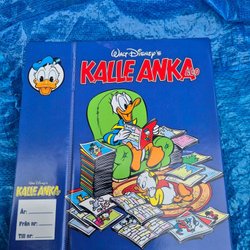 WALT DISNEY'S
KALLE ANKA & C:O
WALT DISNEY'S
KALLE ANKA
År:
Från nr:
Till nr: